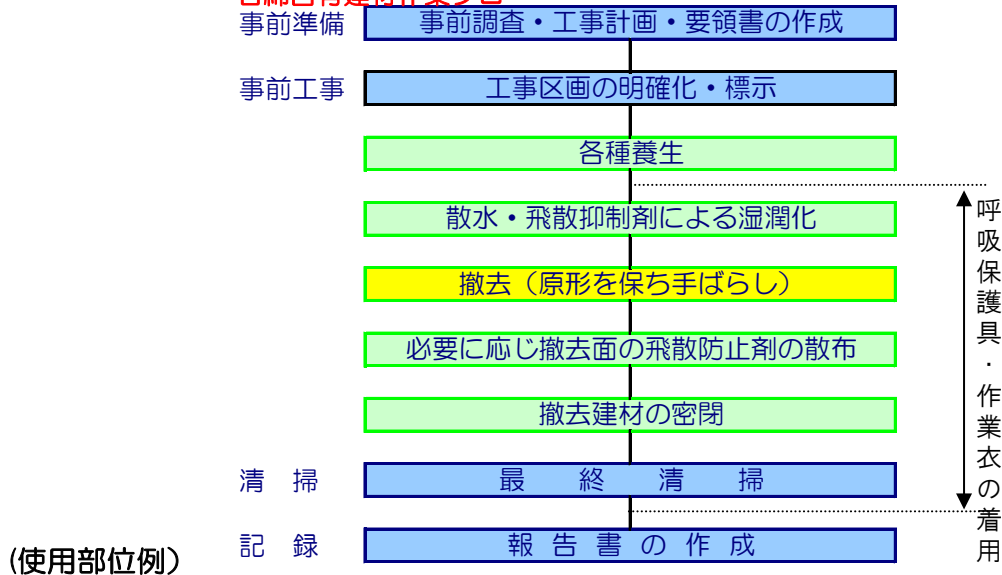 事前準備 事前調査・工事計画・要領書の作成
事前工事 工事区画の明確化・標示
各種養生
散水・飛散抑制剤による湿潤化
撤去（原形を保ち手ばらし）
必要に応じ撤去面の飛散防止剤の散布
撤去建材の密閉
清 掃 最 終 清 掃
記 録 報 告 書 の 作 成
呼吸保護具・作業衣の着用
(使用部位例）